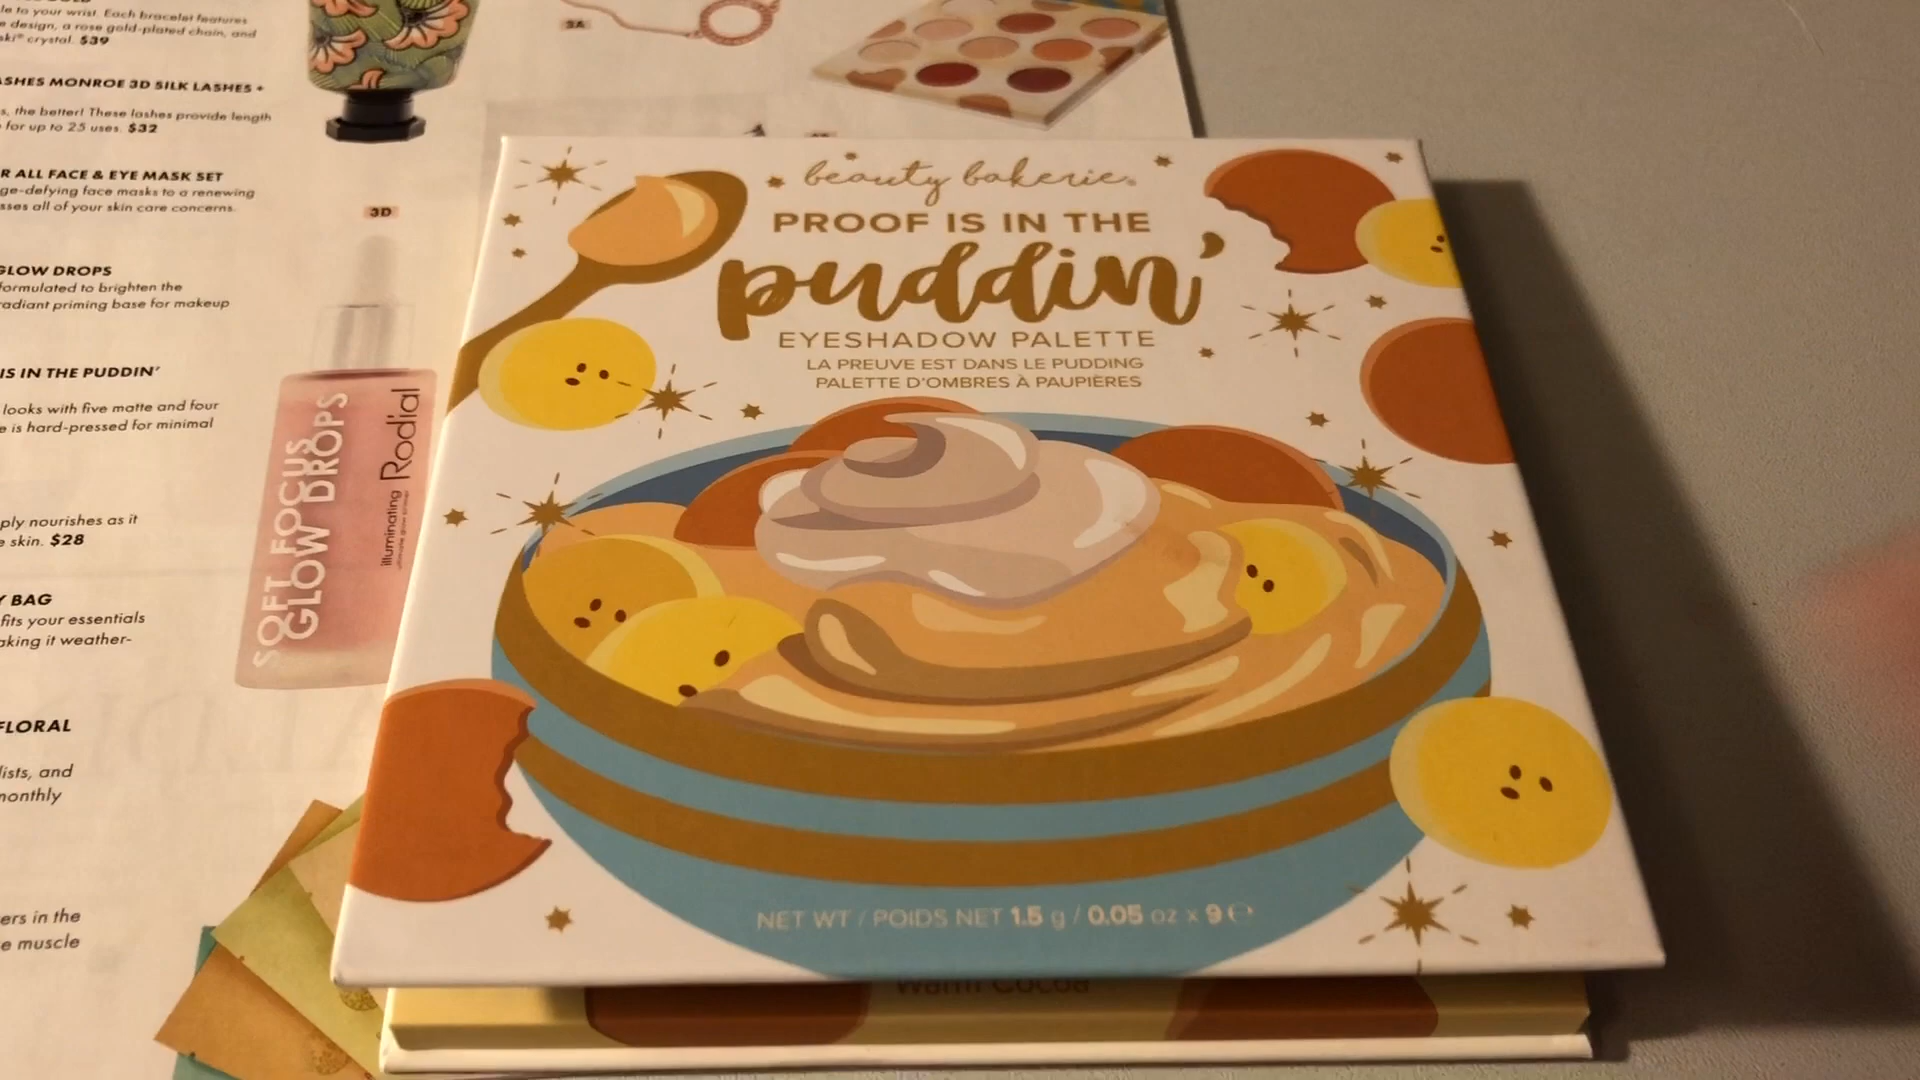 le to your wrist. Each bracelet features
e design, a rose gold-plated chain, and
ski® crystal. $39
ASHES MONROE 3D SILK LASHES +
s, the better! These lashes provide length
for up to 25 uses. $32
R ALL FACE & EYE MASK SET
ge-defying face masks to a renewing
sses all of your skin care concerns.
GLOW DROPS
formulated to brighten the
radiant priming base for makeup
IS IN THE PUDDIN'
looks with five matte and four
e is hard-pressed for minimal
ply nourishes as it
e skin. $28
Y BAG
fits your essentials
aking it weather-
FLORAL
lists, and
monthly
ers in the
e muscle
3A
3D
SOFT FOCUS
GLOW DROPS
illuminating
Rodial
beauty bakerie®
PROOF IS IN THE
puddin'
EYESHADOW PALETTE
LA PREUVE EST DANS LE PUDDING
PALETTE D'OMBRES À PAUPIÈRES
NET WT / POIDS NET 1.5 g / 0.05 oz x 9 ℮
Warm Cocoa